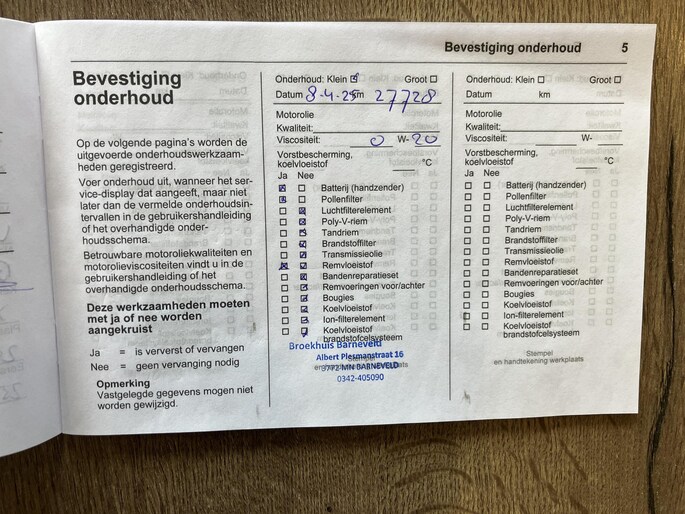 Bevestiging onderhoud 5
Bevestiging
onderhoud
Op de volgende pagina's worden de
uitgevoerde onderhoudswerkzaam-
heden geregistreerd.
Voer onderhoud uit, wanneer het ser-
vice-display dat aangeeft, maar niet
later dan de vermelde onderhoudsin-
tervallen in de gebruikershandleiding
of het overhandigde onder-
houdsschema.
Betrouwbare motoroliekwaliteiten en
motorolieviscositeiten vindt u in de
gebruikershandleiding of het
overhandigde onderhoudsschema.
Deze werkzaamheden moeten
met ja of nee worden
aangekruist
Ja = is ververst of vervangen
Nee = geen vervanging nodig
Opmerking
Vastgelegde gegevens mogen niet
worden gewijzigd.
Onderhoud: Klein Groot
Datum 8-4-25 km 27728
Motorolie
Kwaliteit:
Viscositeit: 0 W- 20
Vorstbescherming,
koelvloeistof °C
Ja Nee
Batterij (handzender)
Pollenfilter
Luchtfilterelement
Poly-V-riem
Tandriem
Brandstoffilter
Transmissieolie
Remvloeistof
Bandenreparatieset
Remvoeringen voor/achter
Bougies
Koelvloeistof
Ion-filterelement
Koelvloeistof
brandstofcelsysteem
Broekhuis Barneveld
Albert Plesmanstraat 16
3772 MN BARNEVELD
0342-405090
Onderhoud: Klein Groot
Datum km
Motorolie
Kwaliteit:
Viscositeit: W-
Vorstbescherming,
koelvloeistof °C
Ja Nee
Batterij (handzender)
Pollenfilter
Luchtfilterelement
Poly-V-riem
Tandriem
Brandstoffilter
Transmissieolie
Remvloeistof
Bandenreparatieset
Remvoeringen voor/achter
Bougies
Koelvloeistof
Ion-filterelement
Koelvloeistof
brandstofcelsysteem
Stempel
en handtekening werkplaats